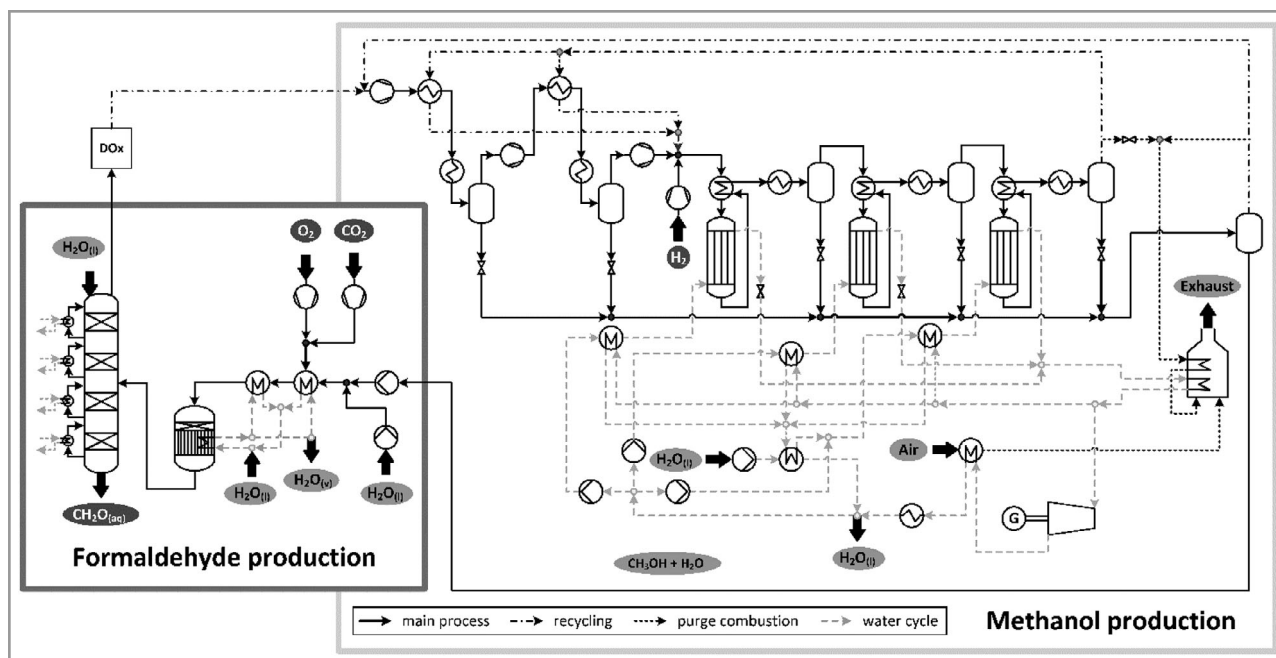 DOx
H₂O₍ₗ₎
O₂
CO₂
H₂
Exhaust
H₂O₍ₗ₎
Air
H₂O₍ₗ₎
H₂O₍ᵥ₎
H₂O₍ₗ₎
G
CH₂O₍aq₎
H₂O₍ₗ₎
CH₃OH + H₂O
Formaldehyde production
main process
recycling
purge combustion
water cycle
Methanol production